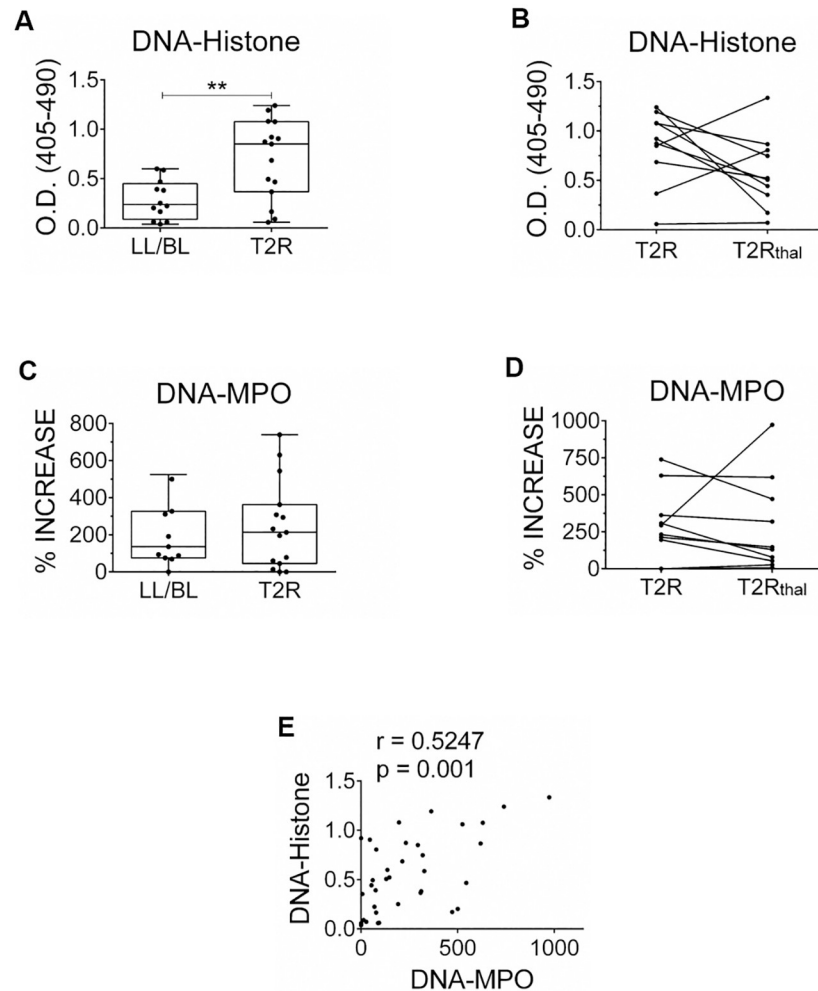 A
DNA-Histone
O.D. (405-490)
1.5
1.0
0.5
0.0
**
LL/BL
T2R
B
DNA-Histone
O.D. (405-490)
1.5
1.0
0.5
0.0
T2R
T2Rthal
C
DNA-MPO
% INCREASE
800
600
400
200
0
LL/BL
T2R
D
DNA-MPO
% INCREASE
1000
750
500
250
0
T2R
T2Rthal
E
r = 0.5247
p = 0.001
DNA-Histone
1.5
1.0
0.5
0.0
0
500
1000
DNA-MPO